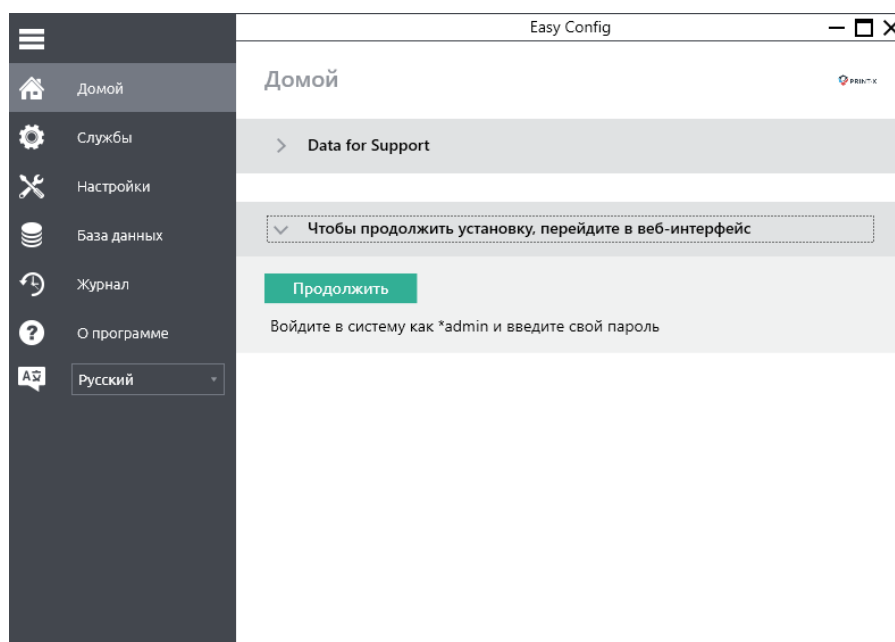 Easy Config
Домой
Службы
Настройки
База данных
Журнал
О программе
Русский
Домой
PRINT-X
Data for Support
Чтобы продолжить установку, перейдите в веб-интерфейс
Продолжить
Войдите в систему как *admin и введите свой пароль